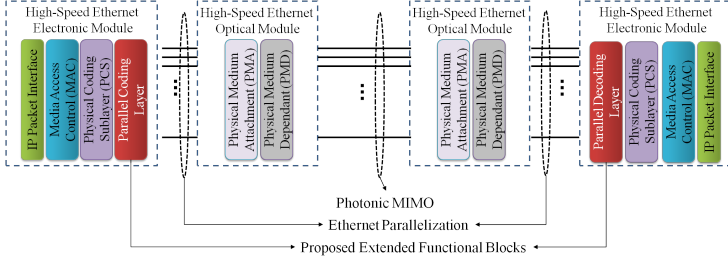 High-Speed Ethernet
Electronic Module
IP Packet Interface
Media Access
Control (MAC)
Physical Coding
Sublayer (PCS)
Parallel Coding
Layer
High-Speed Ethernet
Optical Module
Physical Medium
Attachment (PMA)
Physical Medium
Dependant (PMD)
High-Speed Ethernet
Optical Module
Physical Medium
Attachment (PMA)
Physical Medium
Dependant (PMD)
High-Speed Ethernet
Electronic Module
Parallel Decoding
Layer
Physical Coding
Sublayer (PCS)
Media Access
Control (MAC)
IP Packet Interface
Photonic MIMO
Ethernet Parallelization
Proposed Extended Functional Blocks